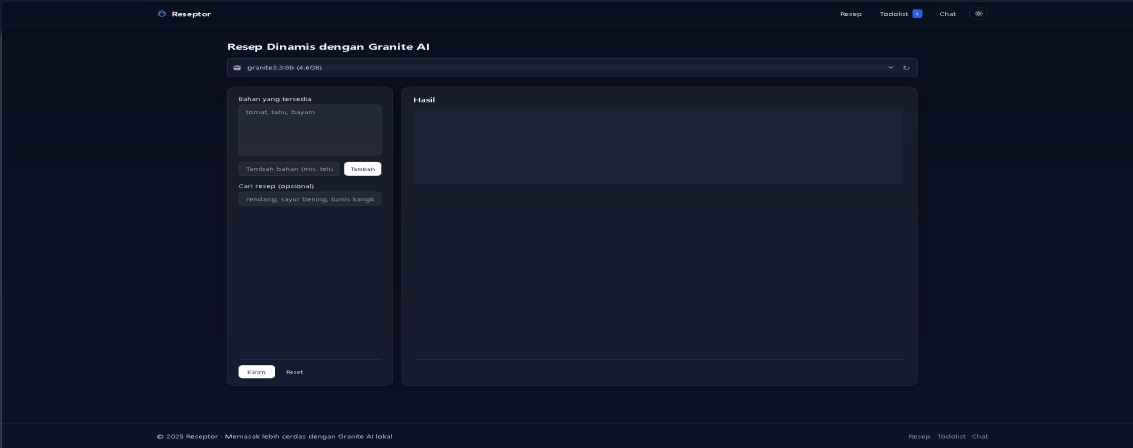 Reseptor
Resep Todolist Chat
Resep Dinamis dengan Granite AI
granite3.3:8b (4.6GB)
Bahan yang tersedia
tomat, tahu, bayam
Tambah bahan (mis. telu
Tambah
Cari resep (opsional)
rendang, sayur bening, tumis kangk
Kirim
Reset
Hasil
© 2025 Reseptor · Memasak lebih cerdas dengan Granite AI lokal
Resep Todolist Chat